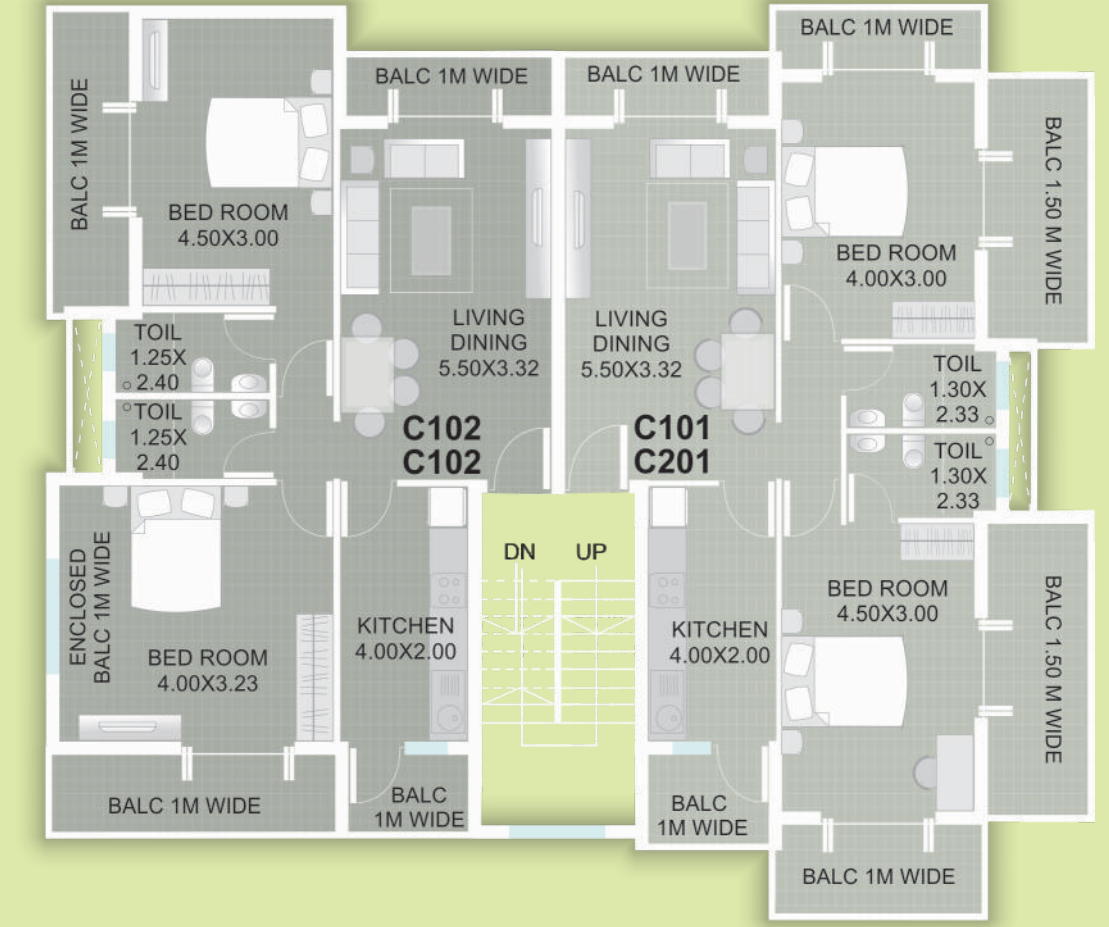 BALC 1M WIDE
BALC 1M WIDE
BALC 1M WIDE
BALC 1M WIDE
BED ROOM
4.50X3.00
BALC 1M WIDE
BED ROOM
4.00X3.00
BALC 1.50 M WIDE
LIVING
DINING
5.50X3.32
LIVING
DINING
5.50X3.32
TOIL
1.25X
2.40
TOIL
1.25X
2.40
C102
C102
C101
C201
TOIL
1.30X
2.33
TOIL
1.30X
2.33
DN
UP
ENCLOSED
BALC 1M WIDE
BED ROOM
4.00X3.23
KITCHEN
4.00X2.00
KITCHEN
4.00X2.00
BED ROOM
4.50X3.00
BALC 1.50 M WIDE
BALC 1M WIDE
BALC
1M WIDE
BALC
1M WIDE
BALC 1M WIDE